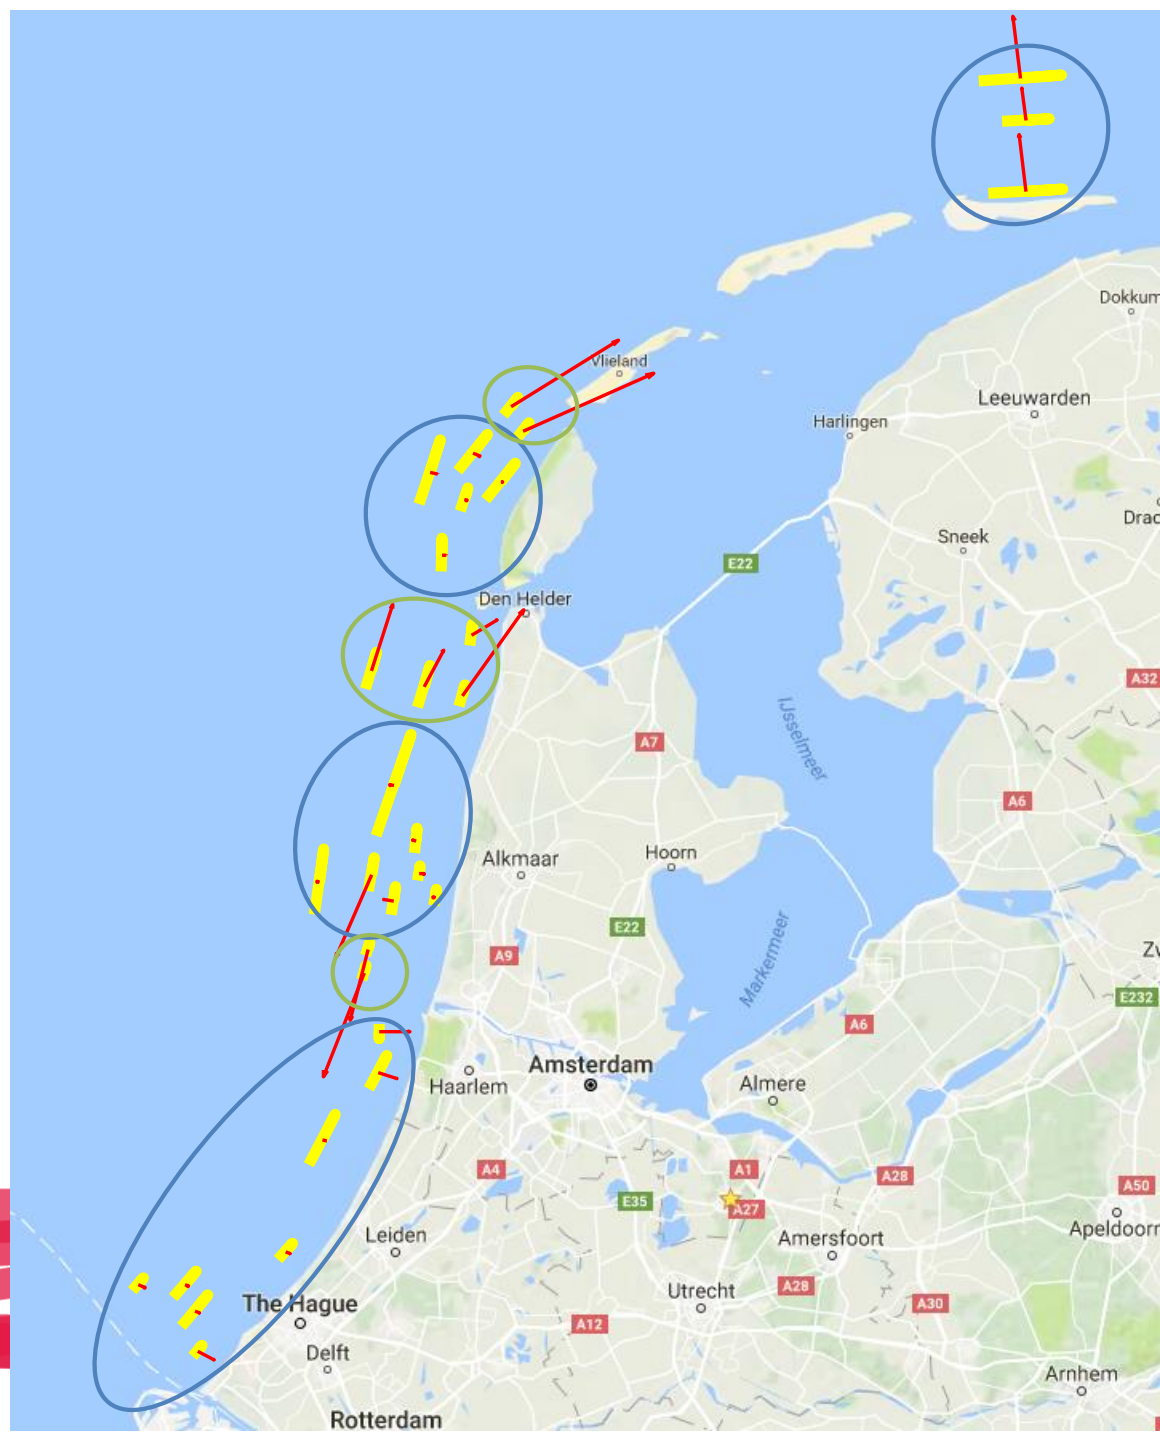 Dokkum
Vlieland
Leeuwarden
Harlingen
Sneek
E22
Den Helder
A32
IJsselmeer
A7
A6
Alkmaar
Hoorn
E22
Markermeer
A9
E232
A6
Amsterdam
Haarlem
Almere
A4
A1
A28
A50
E35
A27
Leiden
Amersfoort
Apeldoorn
The Hague
Utrecht
A28
A30
A12
Delft
Arnhem
Rotterdam